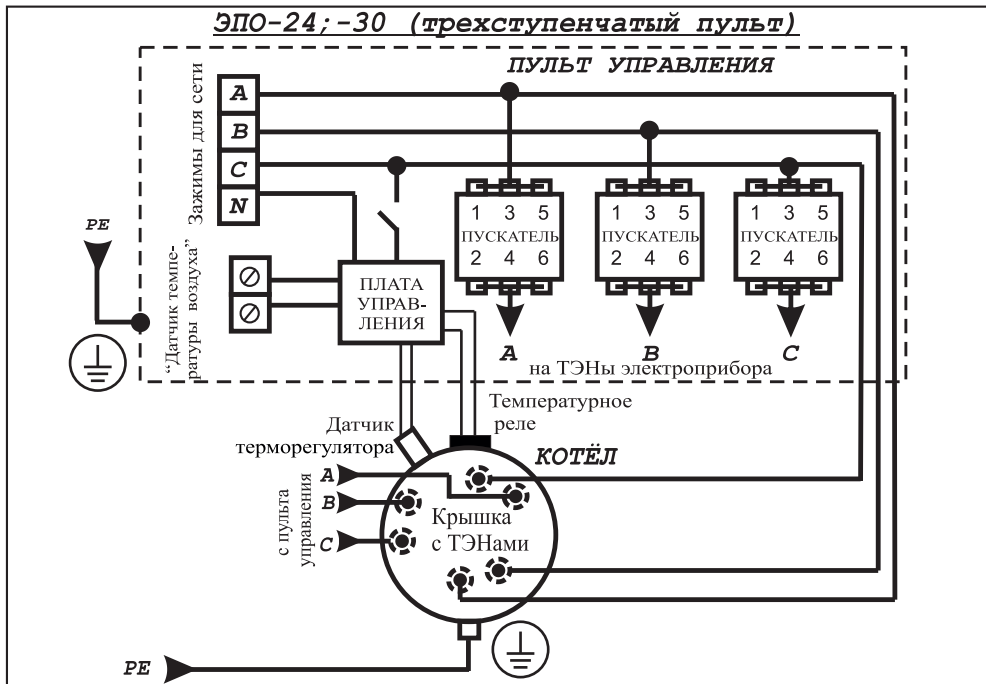 ЭПО-24; -30 (трехступенчатый пульт)
ПУЛЬТ УПРАВЛЕНИЯ
Зажимы для сети
A
B
C
N
PE
“Датчик темпе-
ратуры воздуха”
ПЛАТА
УПРАВ-
ЛЕНИЯ
1 3 5
ПУСКАТЕЛЬ
2 4 6
1 3 5
ПУСКАТЕЛЬ
2 4 6
1 3 5
ПУСКАТЕЛЬ
2 4 6
A
B
C
на ТЭНы электроприбора
Температурное
реле
Датчик
терморегулятора
КОТЁЛ
с пульта
управления
A
B
C
Крышка
с ТЭНами
PE